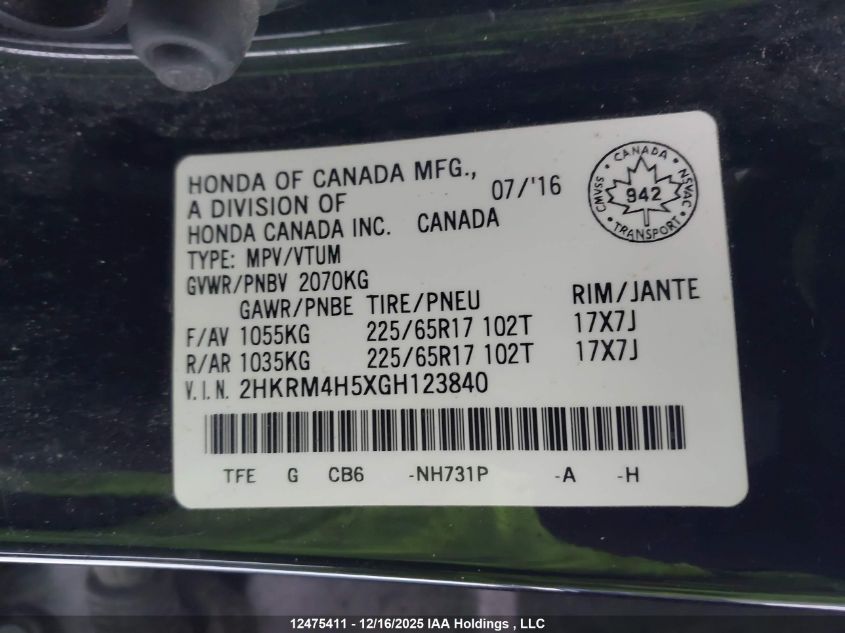 HONDA OF CANADA MFG.,
A DIVISION OF
07/'16
HONDA CANADA INC. CANADA
TYPE: MPV/VTUM
GVWR/PNBV 2070KG
GAWR/PNBE TIRE/PNEU RIM/JANTE
F/AV 1055KG 225/65R17 102T 17X7J
R/AR 1035KG 225/65R17 102T 17X7J
V.I.N. 2HKRM4H5XGH123840
TFE G CB6 -NH731P -A -H
CANADA
CMVSS 942 NSVAC
TRANSPORT
12475411 - 12/16/2025 IAA Holdings , LLC